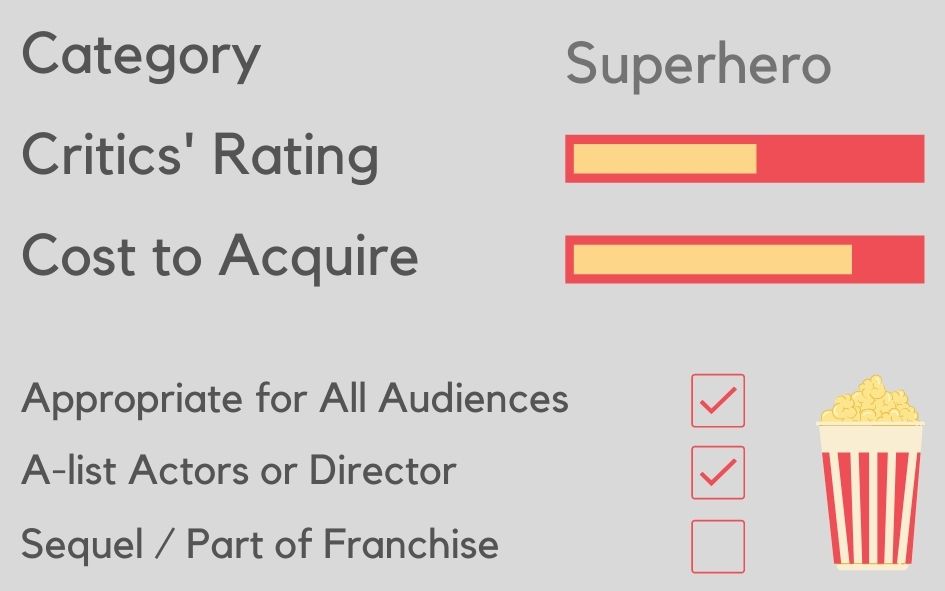 Category
Superhero
Critics' Rating
Cost to Acquire
Appropriate for All Audiences
A-list Actors or Director
Sequel / Part of Franchise